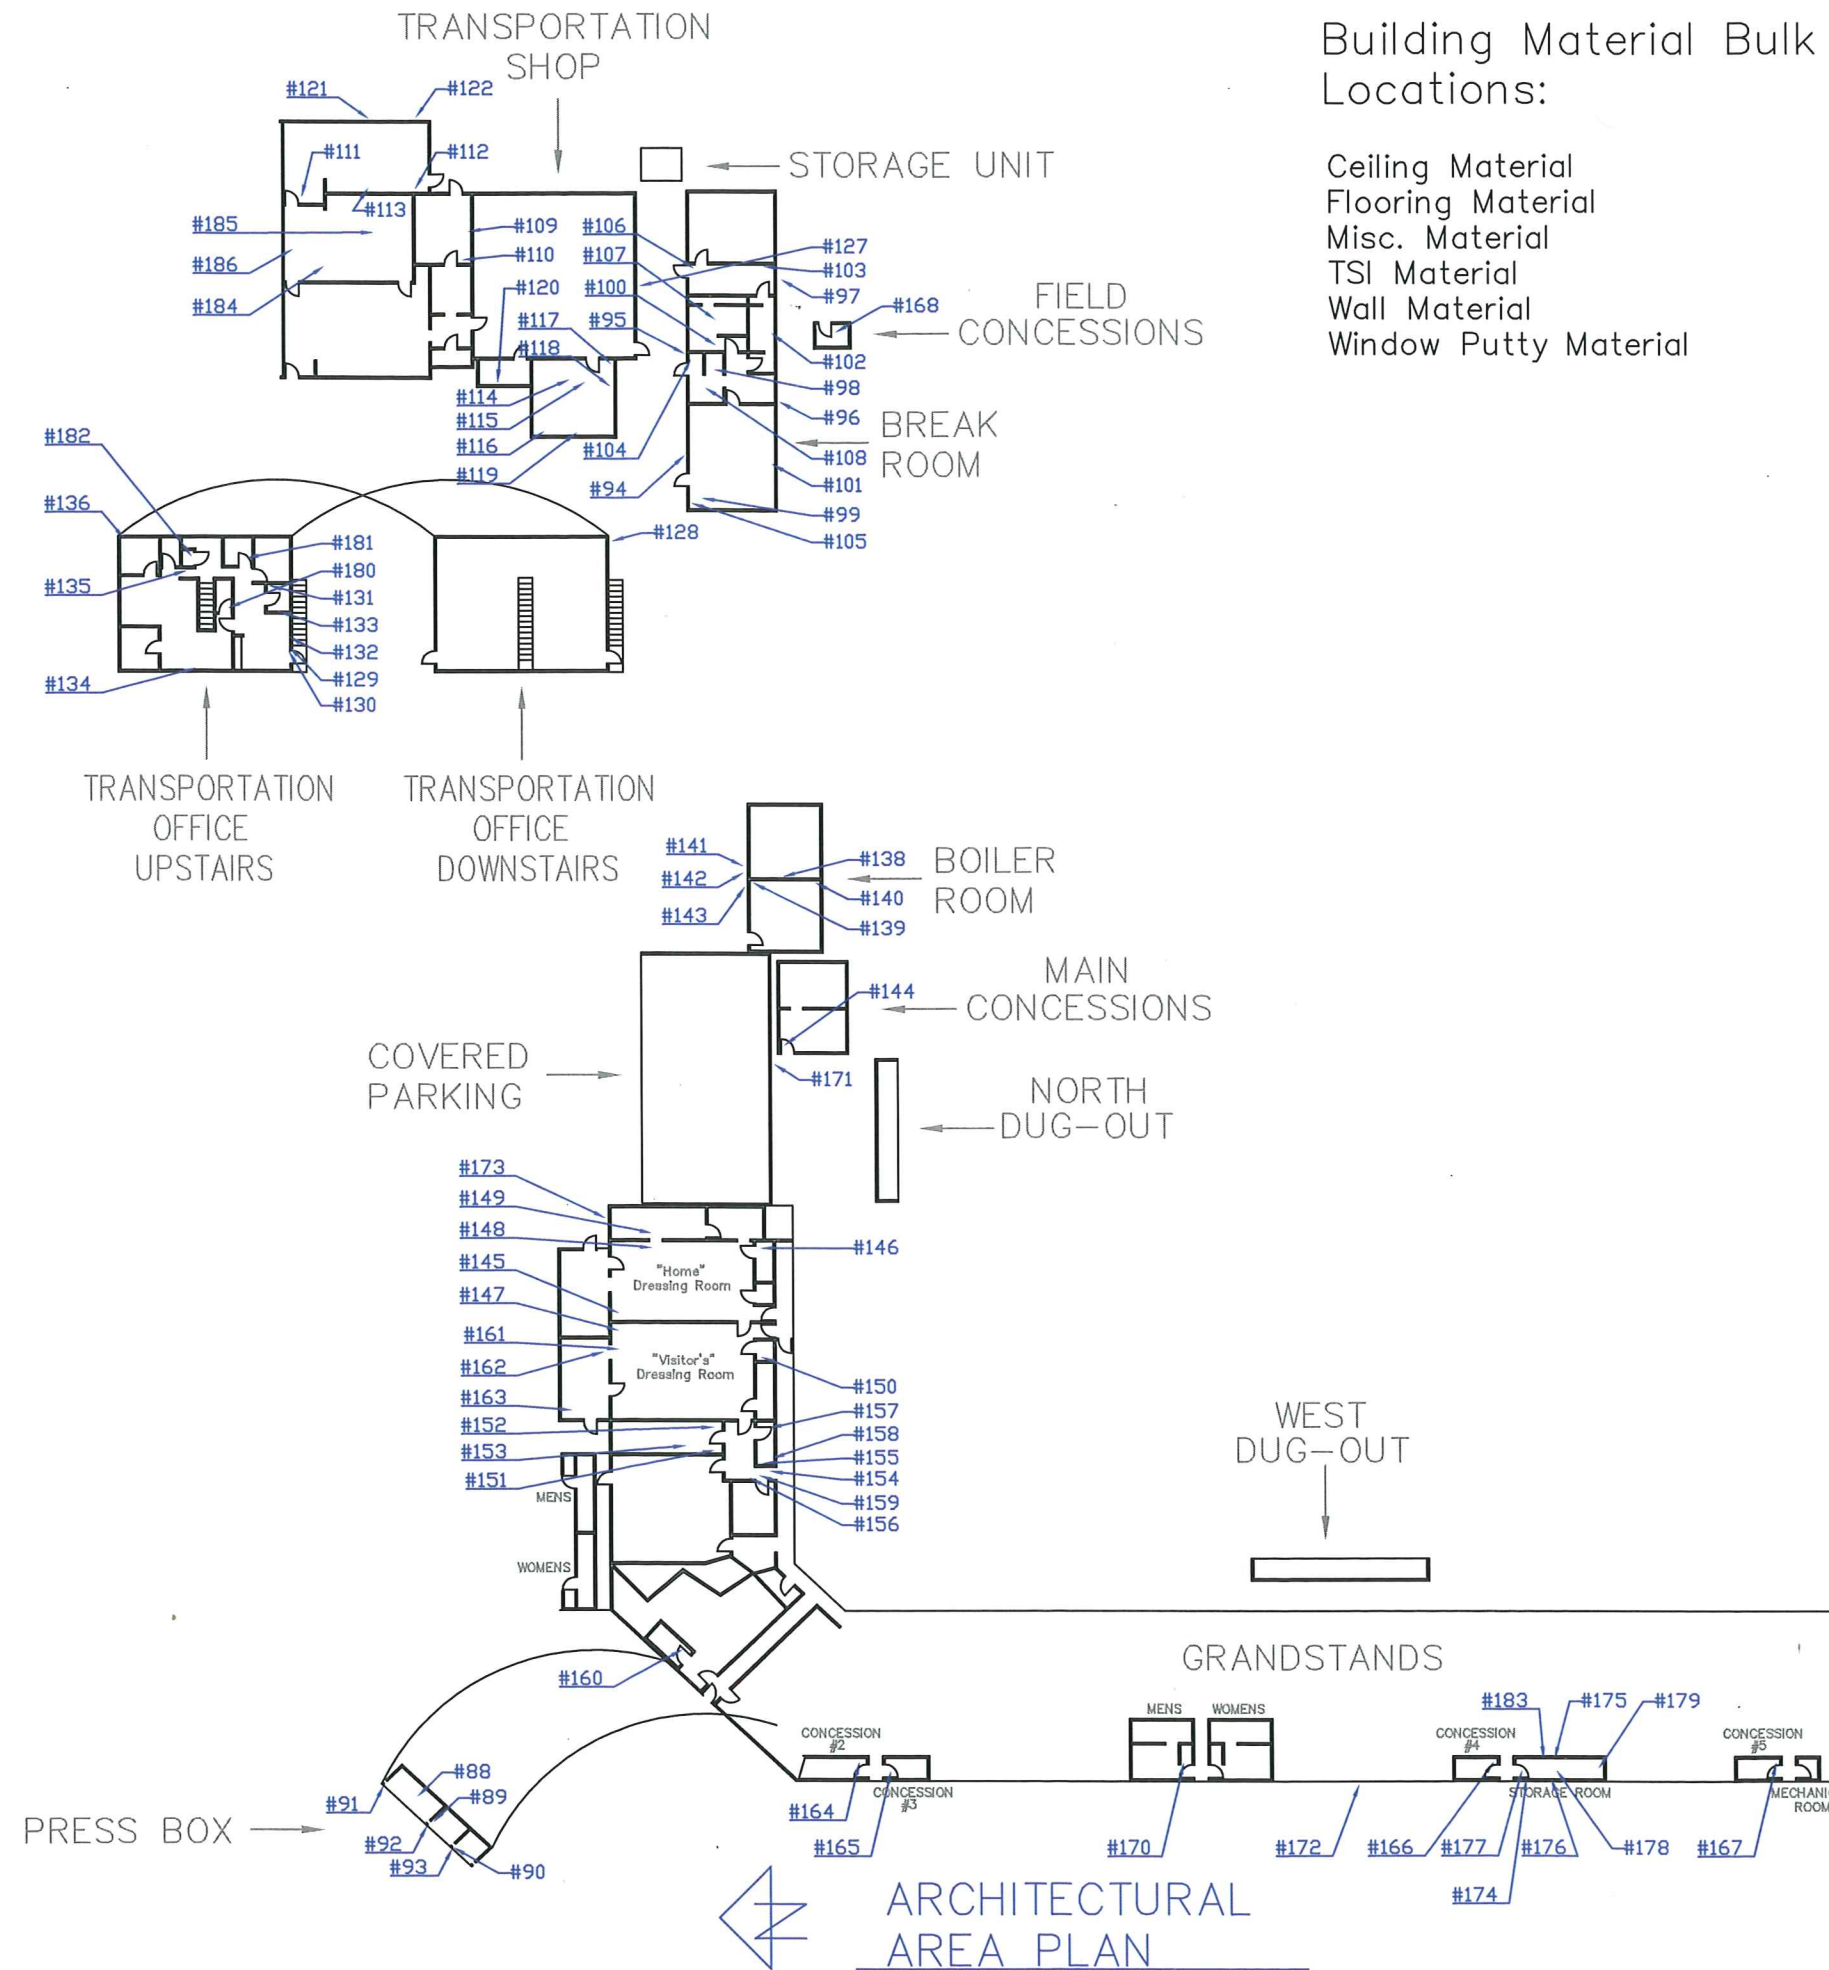 TRANSPORTATION
SHOP
Building Material Bulk
Locations:
Ceiling Material
Flooring Material
Misc. Material
TSI Material
Wall Material
Window Putty Material
#121
#122
#111
#112
#113
STORAGE UNIT
#185
#109
#106
#127
#186
#110
#107
#103
#184
#120
#100
#97
#117
#95
#168
FIELD
CONCESSIONS
#118
#102
#114
#98
#115
#96
#116
#104
#108
BREAK
ROOM
#119
#94
#101
#99
#105
#182
#136
#128
#181
#180
#135
#131
#133
#132
#129
#134
#130
TRANSPORTATION
OFFICE
UPSTAIRS
TRANSPORTATION
OFFICE
DOWNSTAIRS
#141
#138
#142
#140
#143
#139
BOILER
ROOM
#144
MAIN
CONCESSIONS
COVERED
PARKING
#171
NORTH
DUG-OUT
#173
#149
#148
#146
#145
"Home"
Dressing Room
#147
#161
#162
"Visitor's"
Dressing Room
#150
#163
#157
#152
#158
#153
#155
#151
#154
#159
#156
MENS
WOMENS
WEST
DUG-OUT
#160
GRANDSTANDS
MENS
WOMENS
#183
#175
#179
CONCESSION
#2
CONCESSION
#4
CONCESSION
#5
CONCESSION
#3
STORAGE ROOM
MECHANI
ROOM
#88
#89
#91
#164
PRESS BOX
#92
#93
#90
#165
#170
#172
#166
#177
#176
#178
#167
#174
ARCHITECTURAL
AREA PLAN